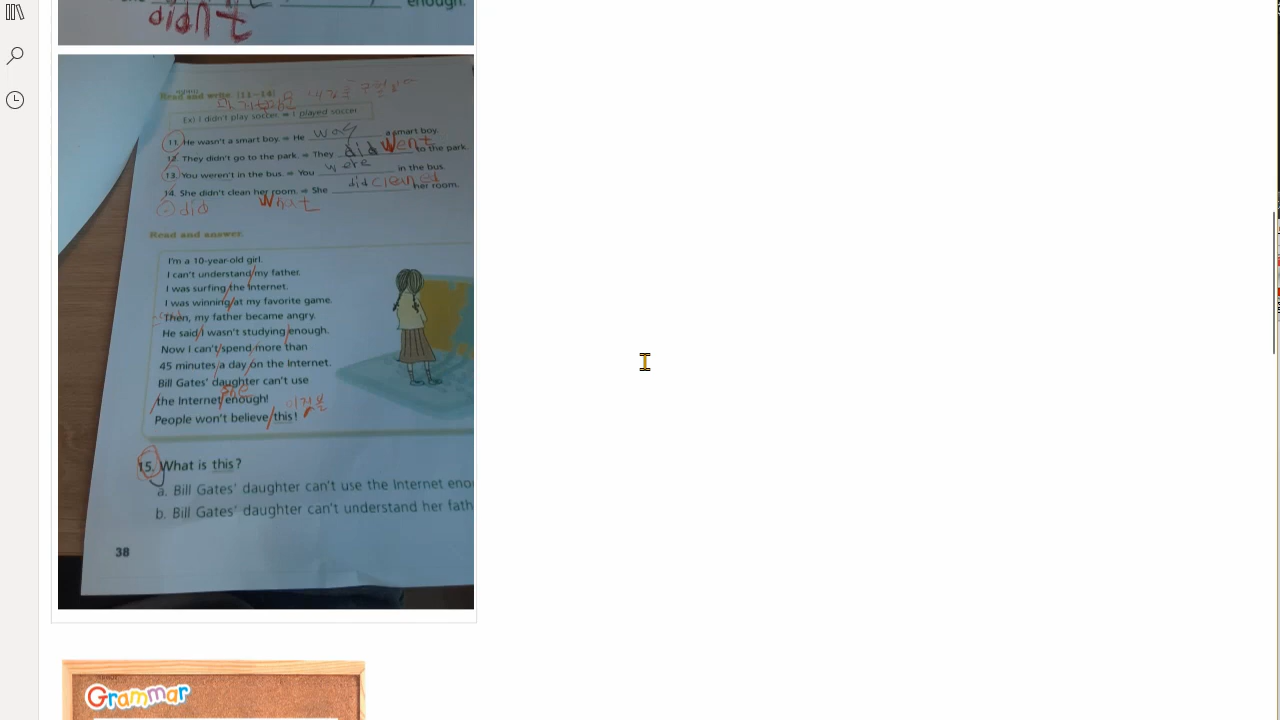 didn't enough.
Read and write. (11-14)
Ex) I didn't play soccer. ⇒ I played soccer.
11. He wasn't a smart boy. ⇒ He way a smart boy.
12. They didn't go to the park. ⇒ They did went to the park.
13. You weren't in the bus. ⇒ You were in the bus.
14. She didn't clean her room. ⇒ She did cleaned her room.
did what
Read and answer.
I'm a 10-year-old girl.
I can't understand my father.
I was surfing the Internet.
I was winning at my favorite game.
Then, my father became angry.
He said I wasn't studying enough.
Now I can't spend more than
45 minutes a day on the Internet.
Bill Gates' daughter can't use
the Internet enough!
People won't believe this!
15. What is this?
a. Bill Gates' daughter can't use the Internet eno
b. Bill Gates' daughter can't understand her fath
38
Grammar